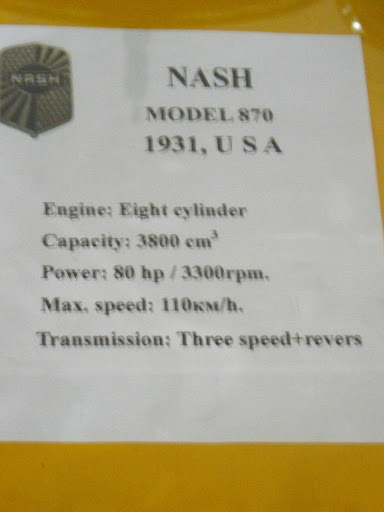 NASH
NASH
MODEL 870
1931, U S A
Engine: Eight cylinder
Capacity: 3800 cm³
Power: 80 hp / 3300rpm.
Max. speed: 110км/h.
Transmission: Three speed+revers